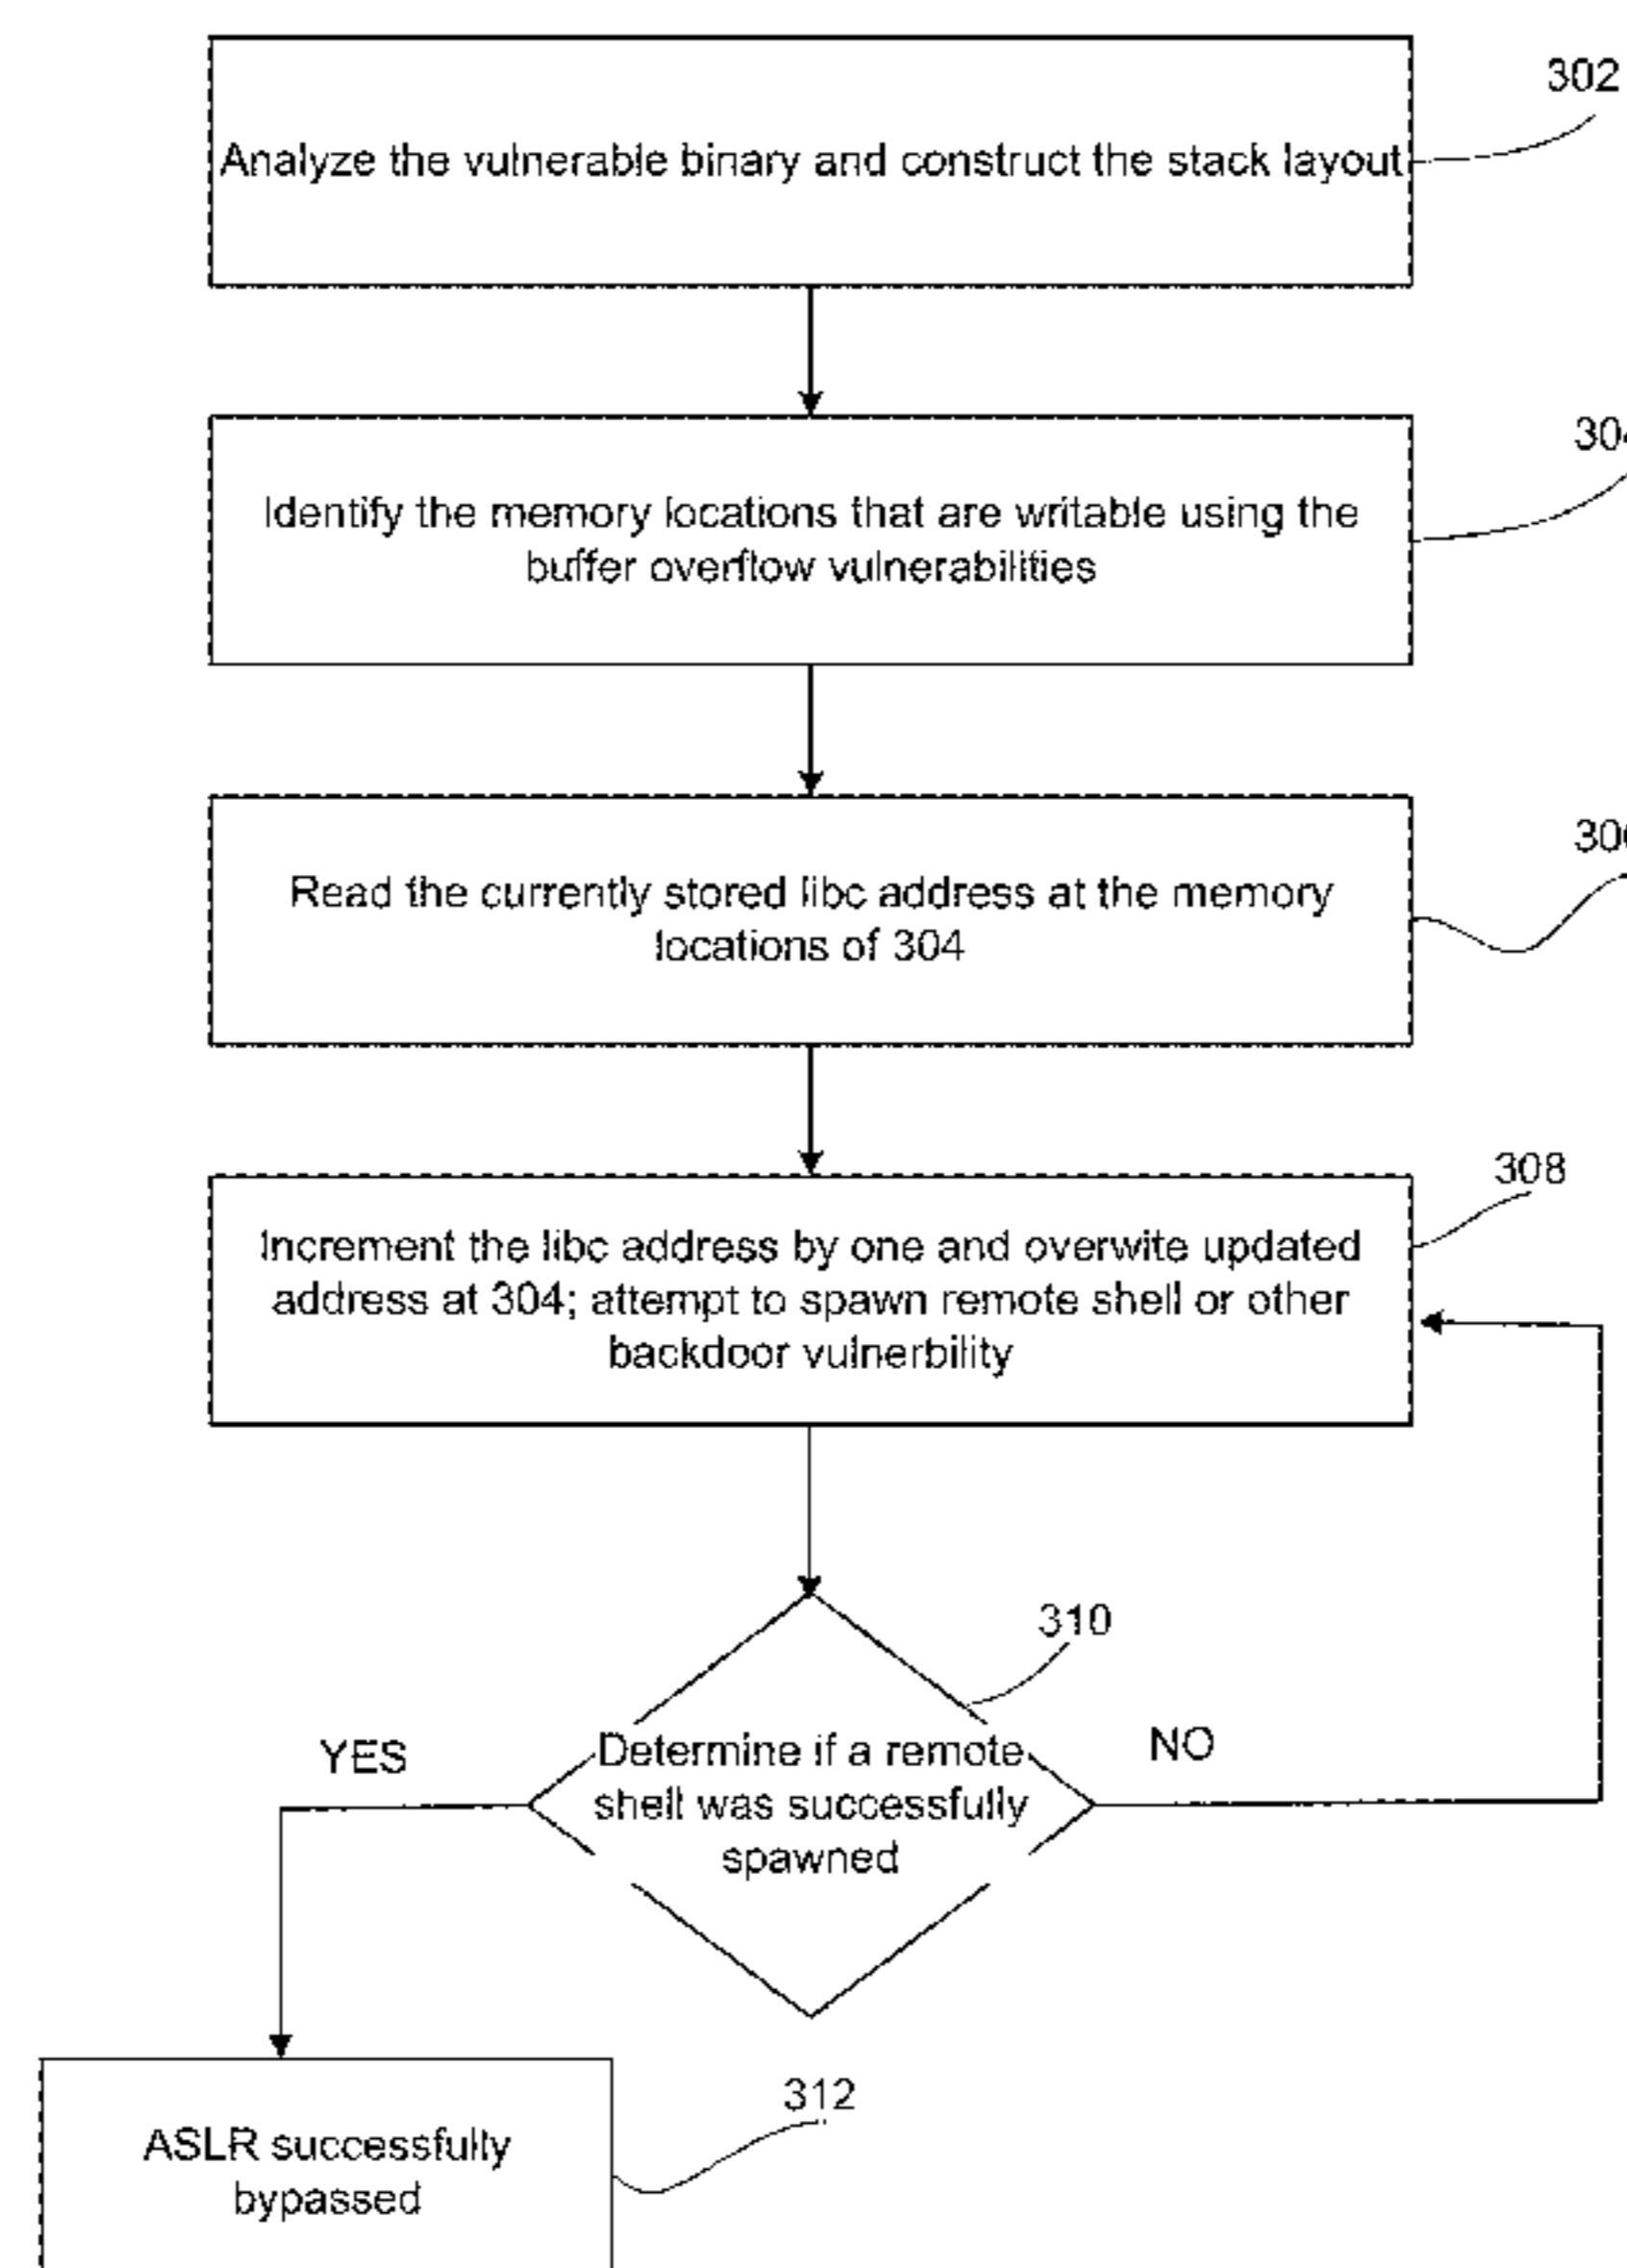 302
Analyze the vulnerable binary and construct the stack layout
Identify the memory locations that are writable using the
buffer overflow vulnerabilities
Read the currently stored libc address at the memory
locations of 304
308
Increment the libc address by one and overwite updated
address at 304; attempt to spawn remote shell or other
backdoor vulnerbility
310
YES
NO
Determine if a remote
shell was successfully
spawned
312
ASLR successfully
bypassed